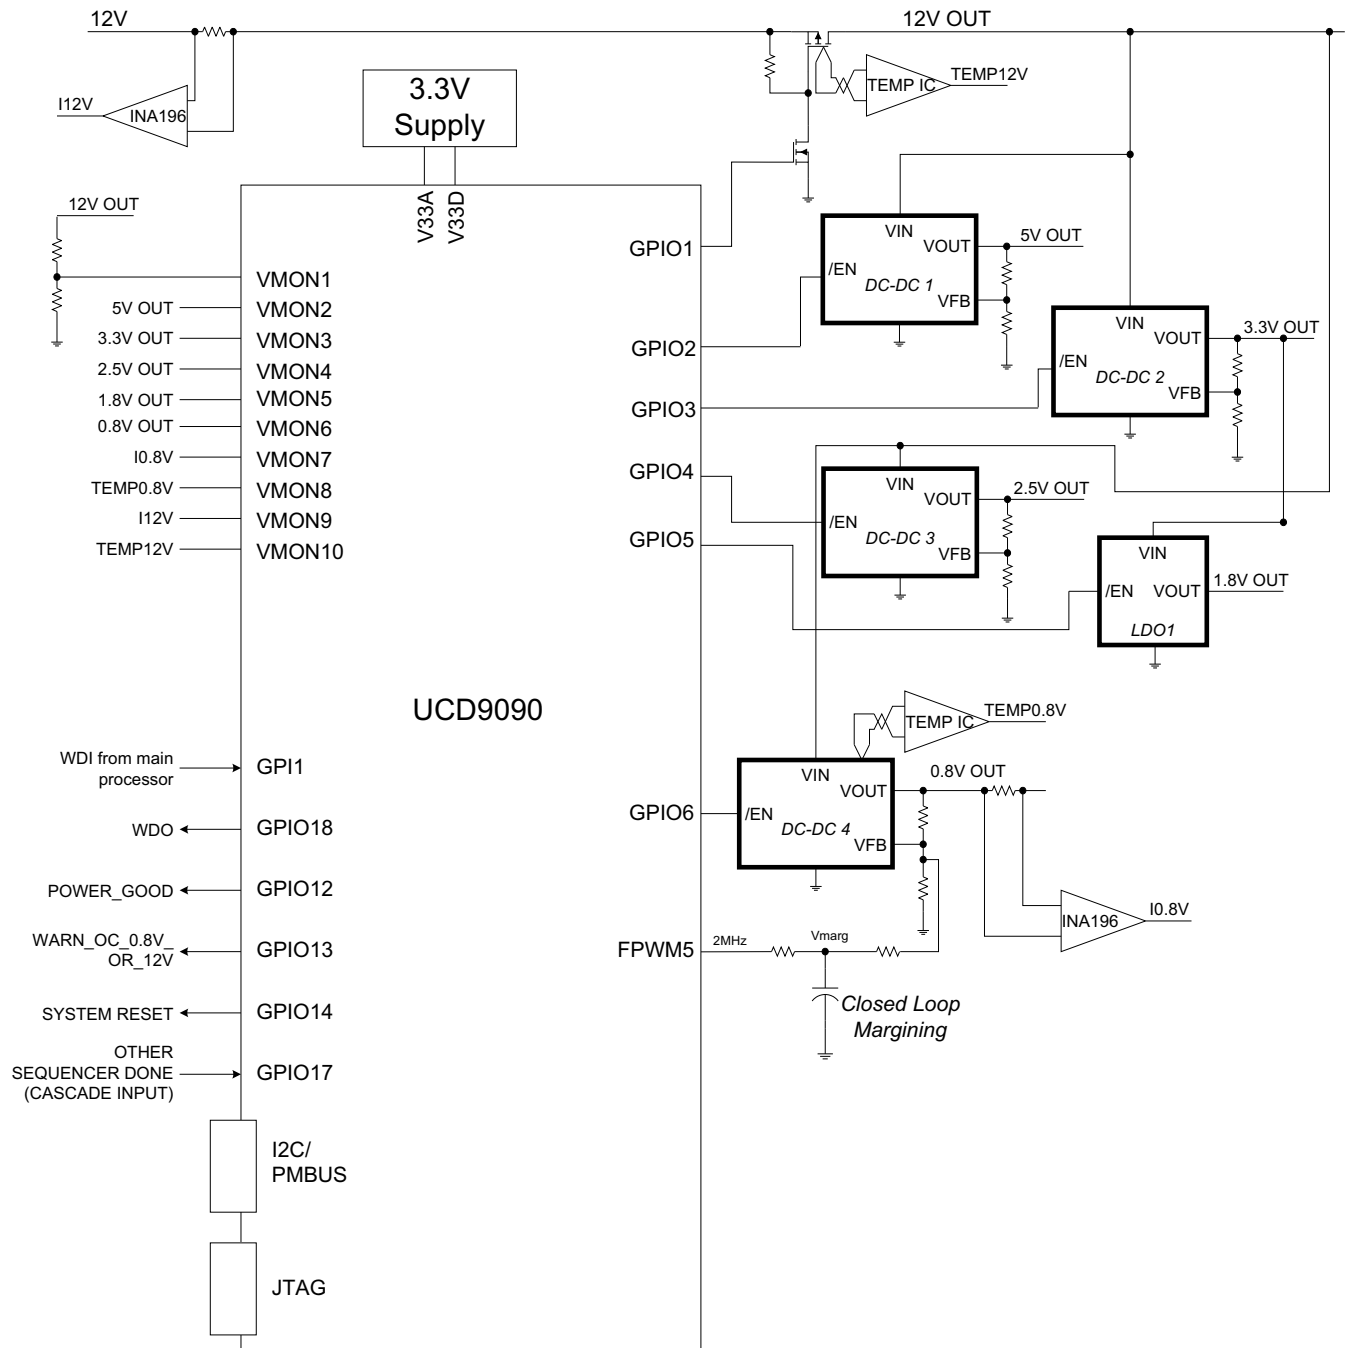 12V
12V OUT
I12V
INA196
3.3V
Supply
TEMP IC
TEMP12V
V33A
V33D
12V OUT
VMON1
5V OUT
VMON2
3.3V OUT
VMON3
2.5V OUT
VMON4
1.8V OUT
VMON5
0.8V OUT
VMON6
I0.8V
VMON7
TEMP0.8V
VMON8
I12V
VMON9
TEMP12V
VMON10
GPIO1
GPIO2
GPIO3
GPIO4
GPIO5
VIN
VOUT
/EN
DC-DC 1
VFB
5V OUT
VIN
VOUT
/EN
DC-DC 2
VFB
3.3V OUT
VIN
VOUT
/EN
DC-DC 3
VFB
2.5V OUT
VIN
/EN
VOUT
LDO1
1.8V OUT
UCD9090
WDI from main
processor
GPI1
WDO
GPIO18
POWER_GOOD
GPIO12
WARN_OC_0.8V_
OR_12V
GPIO13
SYSTEM RESET
GPIO14
OTHER
SEQUENCER DONE
(CASCADE INPUT)
GPIO17
I2C/
PMBUS
JTAG
GPIO6
TEMP IC
TEMP0.8V
VIN
VOUT
/EN
DC-DC 4
VFB
0.8V OUT
INA196
I0.8V
FPWM5
2MHz
Vmarg
Closed Loop
Margining